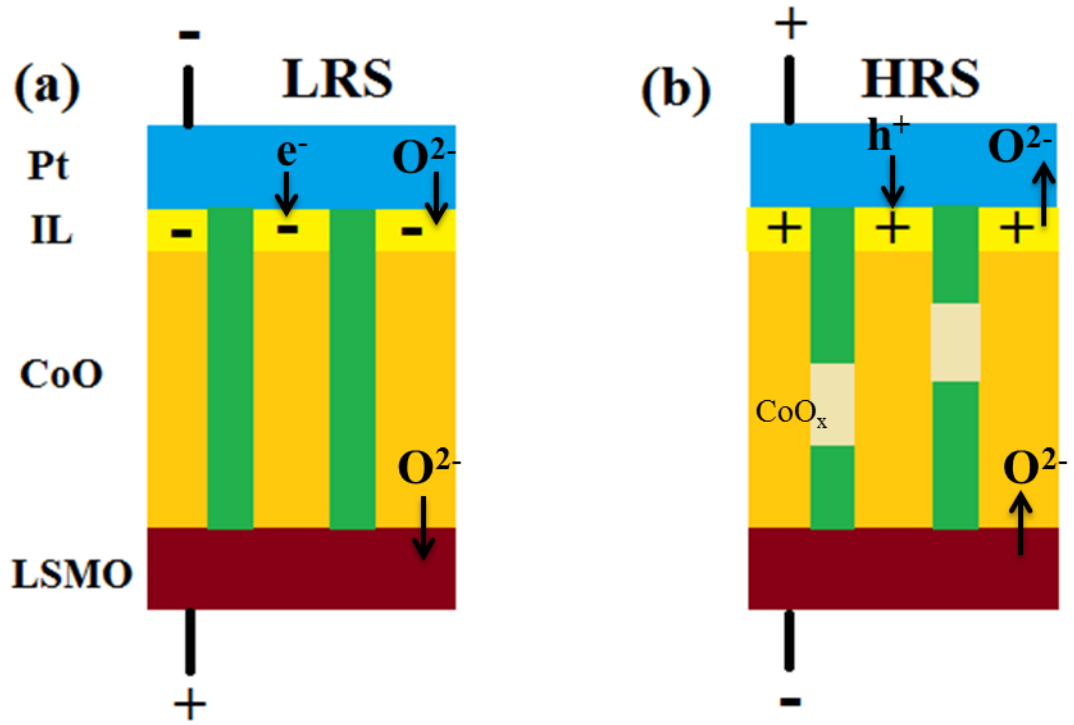 -
(a) LRS
Pt
e⁻
O²⁻
IL
- - -
CoO
O²⁻
LSMO
+
+
(b) HRS
h⁺
O²⁻
+ + +
CoOₓ
O²⁻
-